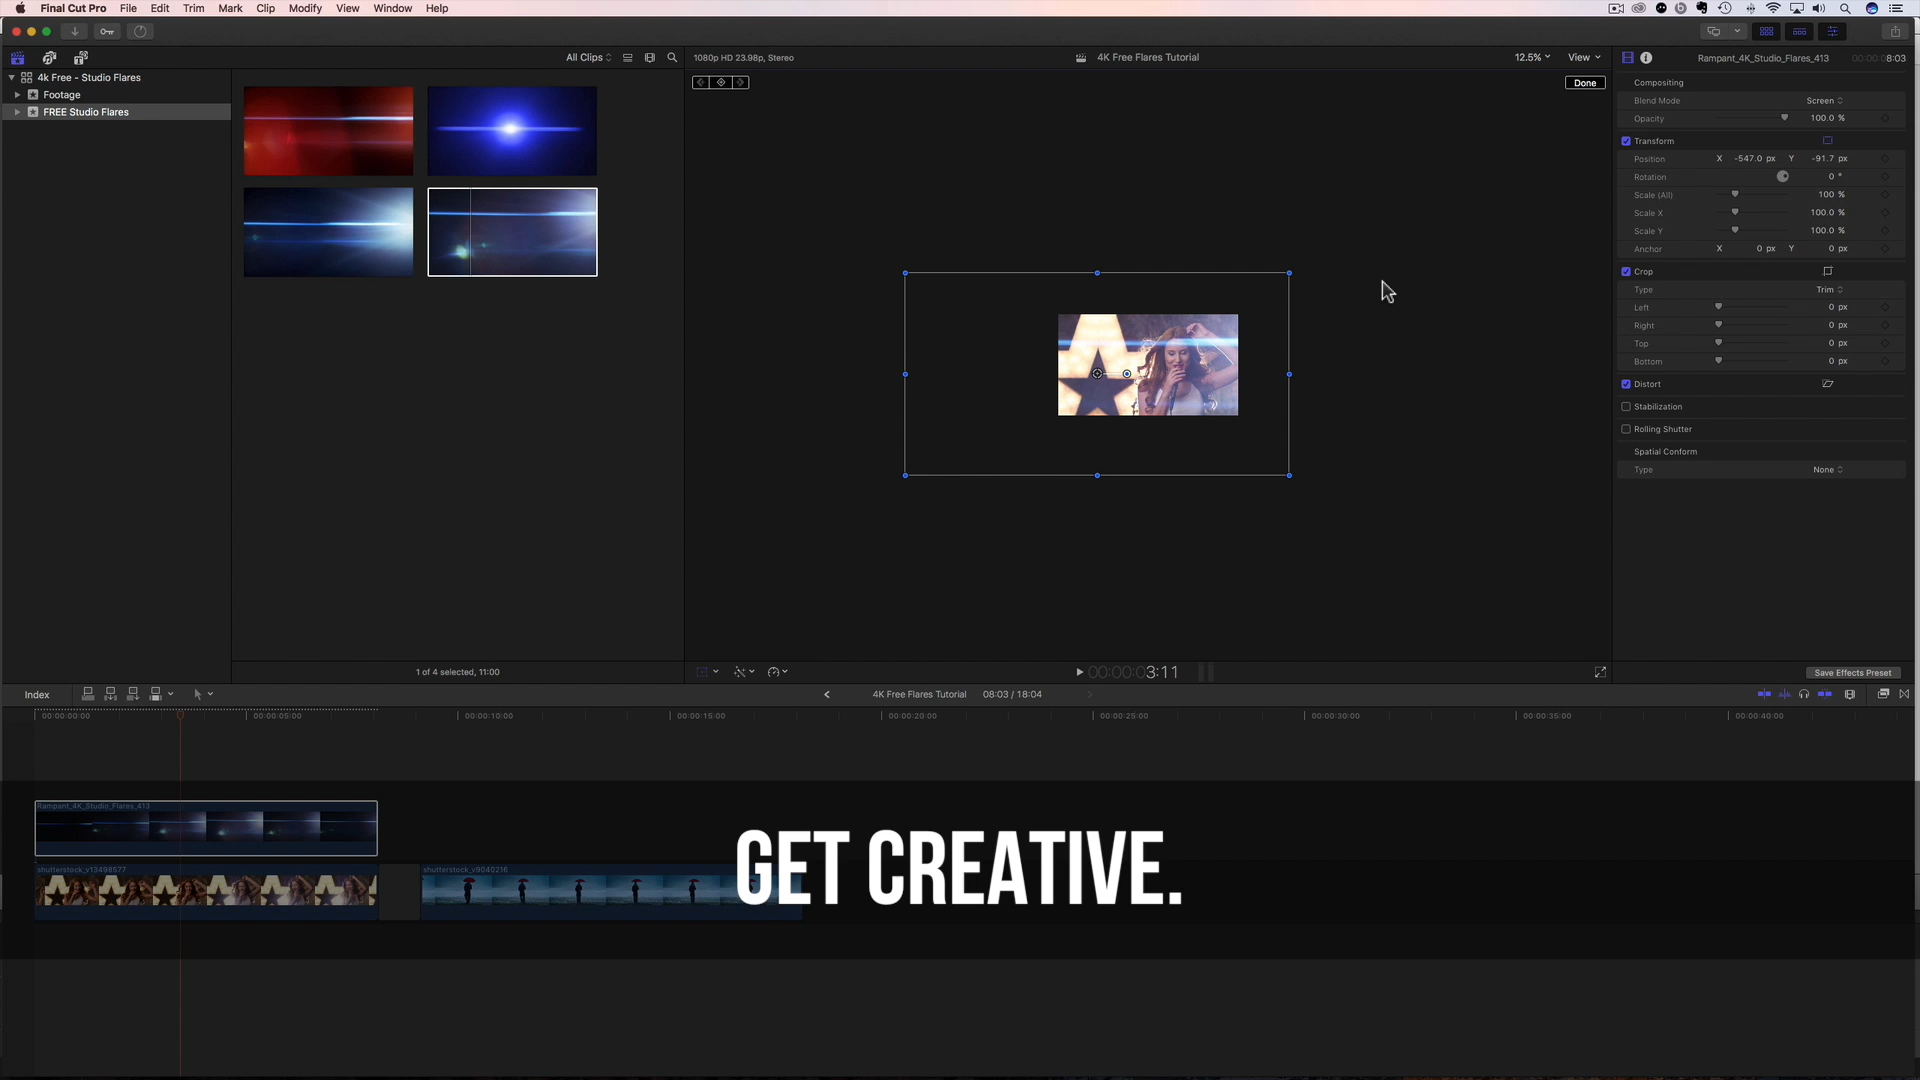 Final Cut Pro File Edit Trim Mark Clip Modify View Window Help
All Clips
1080p HD 23.98p, Stereo
4K Free Flares Tutorial
12.5%
View
Rampant_4K_Studio_Flares_413
00:00:08:03
4k Free - Studio Flares
Footage
FREE Studio Flares
Done
Compositing
Blend Mode Screen
Opacity 100.0 %
Transform
Position X -547.0 px Y -91.7 px
Rotation 0 °
Scale (All) 100 %
Scale X 100.0 %
Scale Y 100.0 %
Anchor X 0 px Y 0 px
Crop
Type Trim
Left 0 px
Right 0 px
Top 0 px
Bottom 0 px
Distort
Stabilization
Rolling Shutter
Spatial Conform
Type None
1 of 4 selected, 11:00
00:00:03:11
Save Effects Preset
Index
4K Free Flares Tutorial 08:03 / 18:04
00:00:00:00 00:00:05:00 00:00:10:00 00:00:15:00 00:00:20:00 00:00:25:00 00:00:30:00 00:00:35:00 00:00:40:00
Rampant_4K_Studio_Flares_413
shutterstock_v13498577
shutterstock_v9040216
GET CREATIVE.